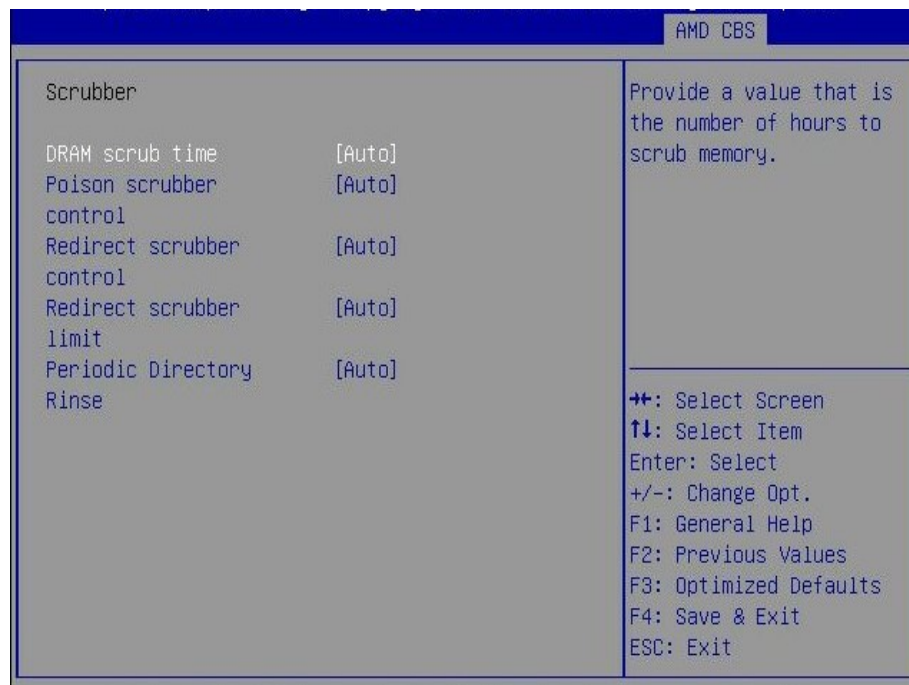 AMD CBS
Scrubber
DRAM scrub time [Auto]
Poison scrubber [Auto]
control
Redirect scrubber [Auto]
control
Redirect scrubber [Auto]
limit
Periodic Directory [Auto]
Rinse
Provide a value that is
the number of hours to
scrub memory.
→←: Select Screen
↑↓: Select Item
Enter: Select
+/-: Change Opt.
F1: General Help
F2: Previous Values
F3: Optimized Defaults
F4: Save & Exit
ESC: Exit